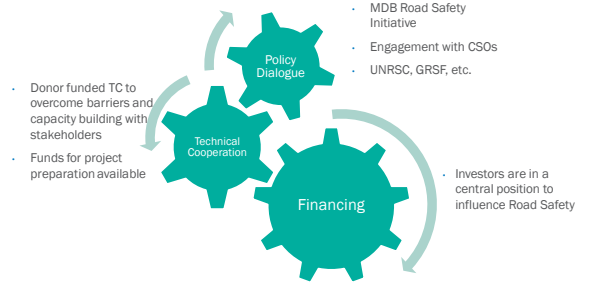 · MDB Road Safety
Initiative
· Engagement with CSOs
· UNRSC, GRSF, etc.
Policy
Dialogue
· Donor funded TC to
overcome barriers and
capacity building with
stakeholders
· Funds for project
preparation available
Technical
Cooperation
Financing
· Investors are in a
central position to
influence Road Safety